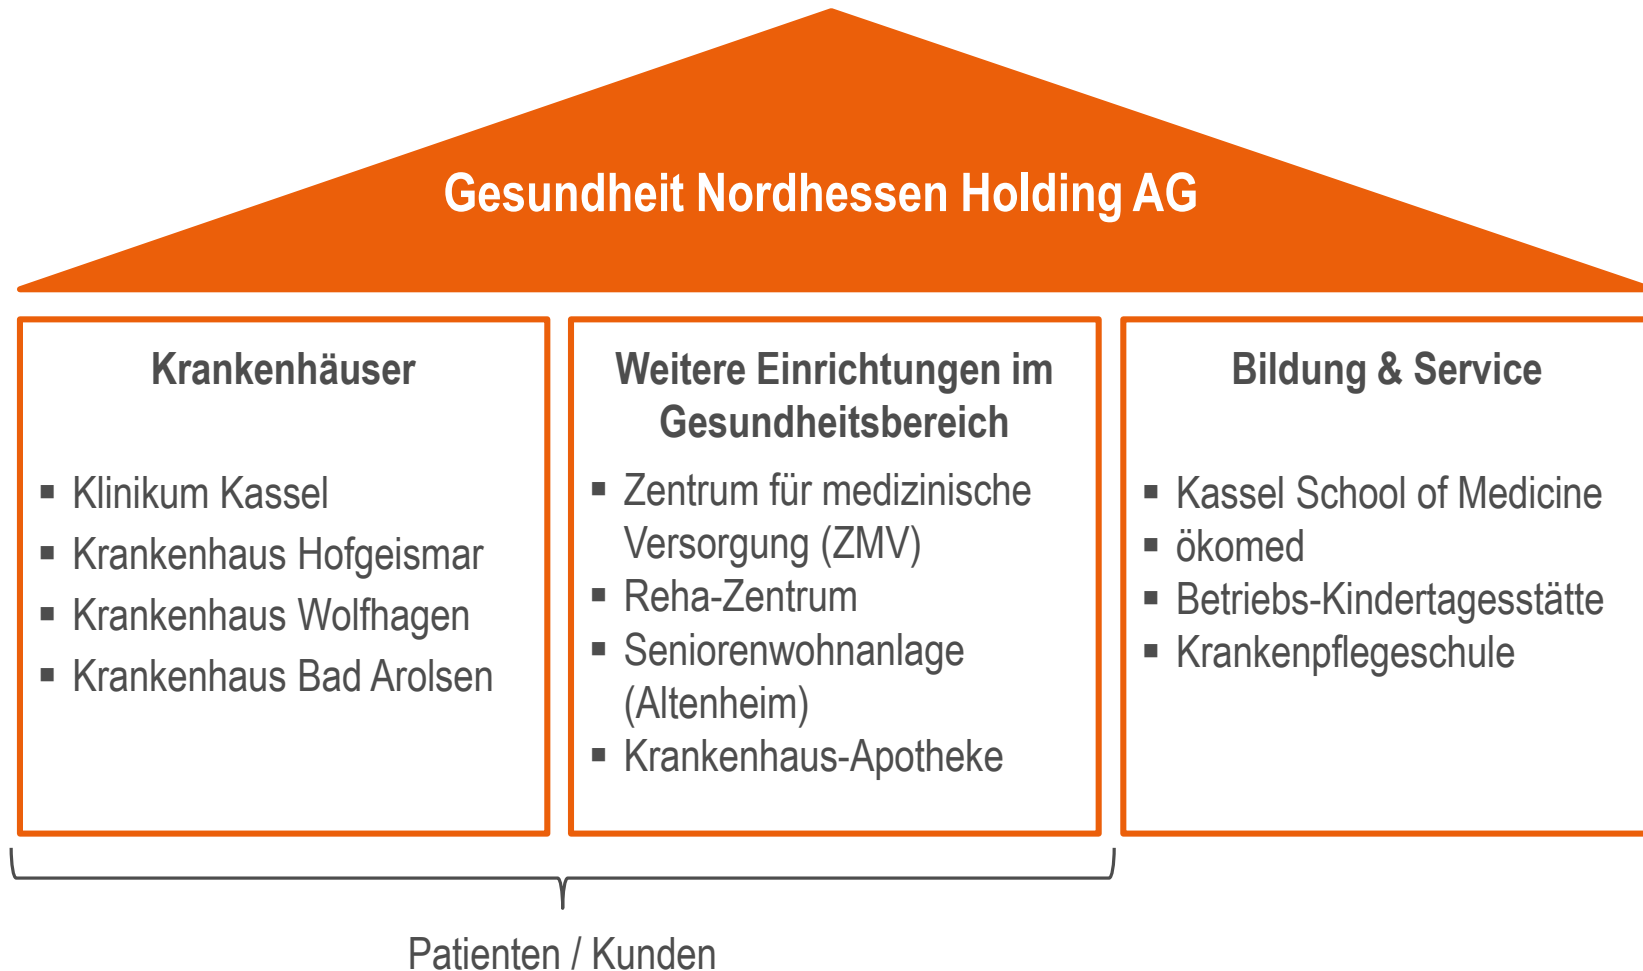 Gesundheit Nordhessen Holding AG
Krankenhäuser
▪ Klinikum Kassel
▪ Krankenhaus Hofgeismar
▪ Krankenhaus Wolfhagen
▪ Krankenhaus Bad Arolsen
Weitere Einrichtungen im
Gesundheitsbereich
▪ Zentrum für medizinische
Versorgung (ZMV)
▪ Reha-Zentrum
▪ Seniorenwohnanlage
(Altenheim)
▪ Krankenhaus-Apotheke
Bildung & Service
▪ Kassel School of Medicine
▪ ökomed
▪ Betriebs-Kindertagesstätte
▪ Krankenpflegeschule
Patienten / Kunden